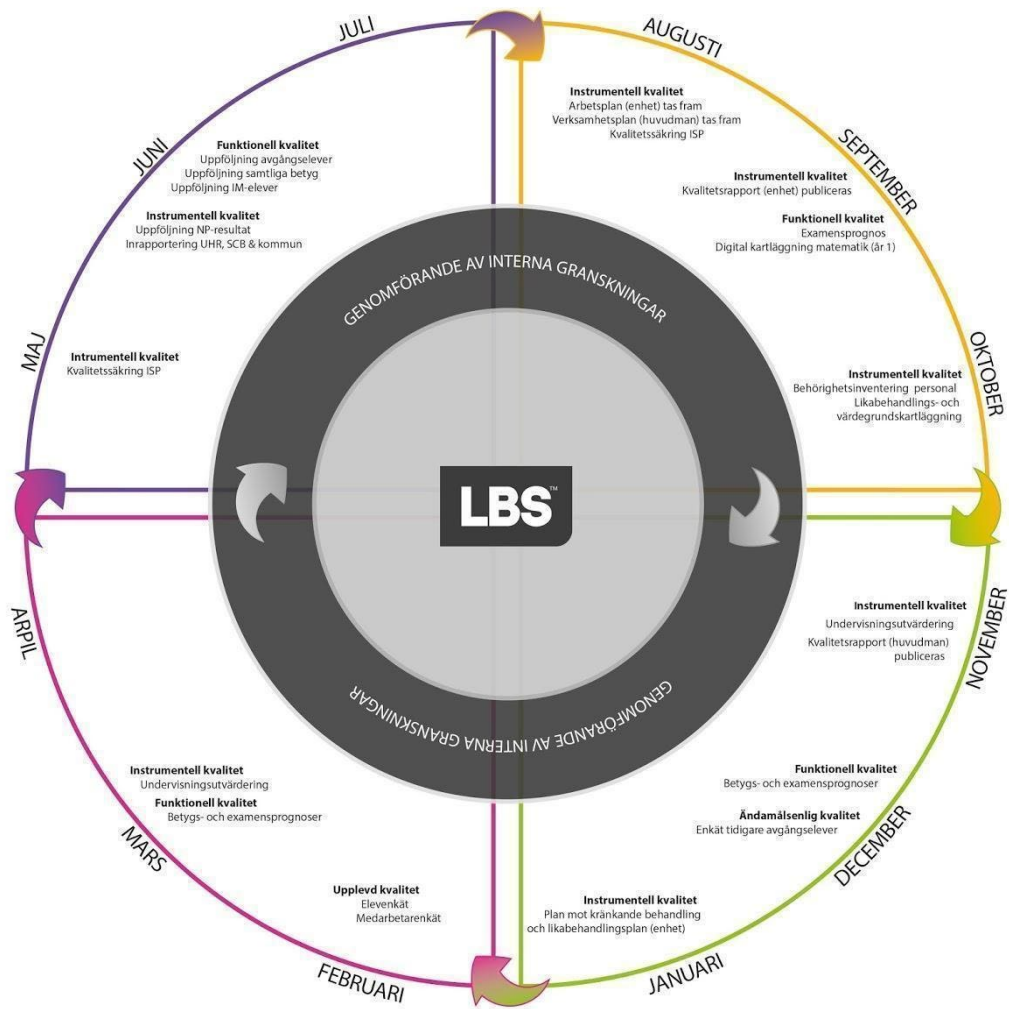 JULI
AUGUSTI
Instrumentell kvalitet
Arbetsplan (enhet) tas fram
Verksamhetsplan (huvudman) tas fram
Kvalitetssäkring ISP
SEPTEMBER
Instrumentell kvalitet
Kvalitetsrapport (enhet) publiceras
Funktionell kvalitet
Examensprognos
Digital kartläggning matematik (år 1)
OKTOBER
Instrumentell kvalitet
Behörighetsinventering personal
Likabehandlings- och
värdegrundskartläggning
NOVEMBER
Instrumentell kvalitet
Undervisningsutvärdering
Kvalitetsrapport (huvudman)
publiceras
DECEMBER
Funktionell kvalitet
Betygs- och examensprognoser
Ändamålsenlig kvalitet
Enkät tidigare avgångselever
JANUARI
Instrumentell kvalitet
Plan mot kränkande behandling
och likabehandlingsplan (enhet)
FEBRUARI
Upplevd kvalitet
Elevenkät
Medarbetarenkät
MARS
Instrumentell kvalitet
Undervisningsutvärdering
Funktionell kvalitet
Betygs- och examensprognoser
ARPIL
MAJ
Intrumentell kvalitet
Kvalitetssäkring ISP
JUNI
Funktionell kvalitet
Uppföljning avgångselever
Uppföljning samtliga betyg
Uppföljning IM-elever
Instrumentell kvalitet
Uppföljning NP-resultat
Inrapportering UHR, SCB & kommun
GENOMFÖRANDE AV INTERNA GRANSKNINGAR
LBS™
GENOMFÖRANDE AV INTERNA GRANSKNINGAR